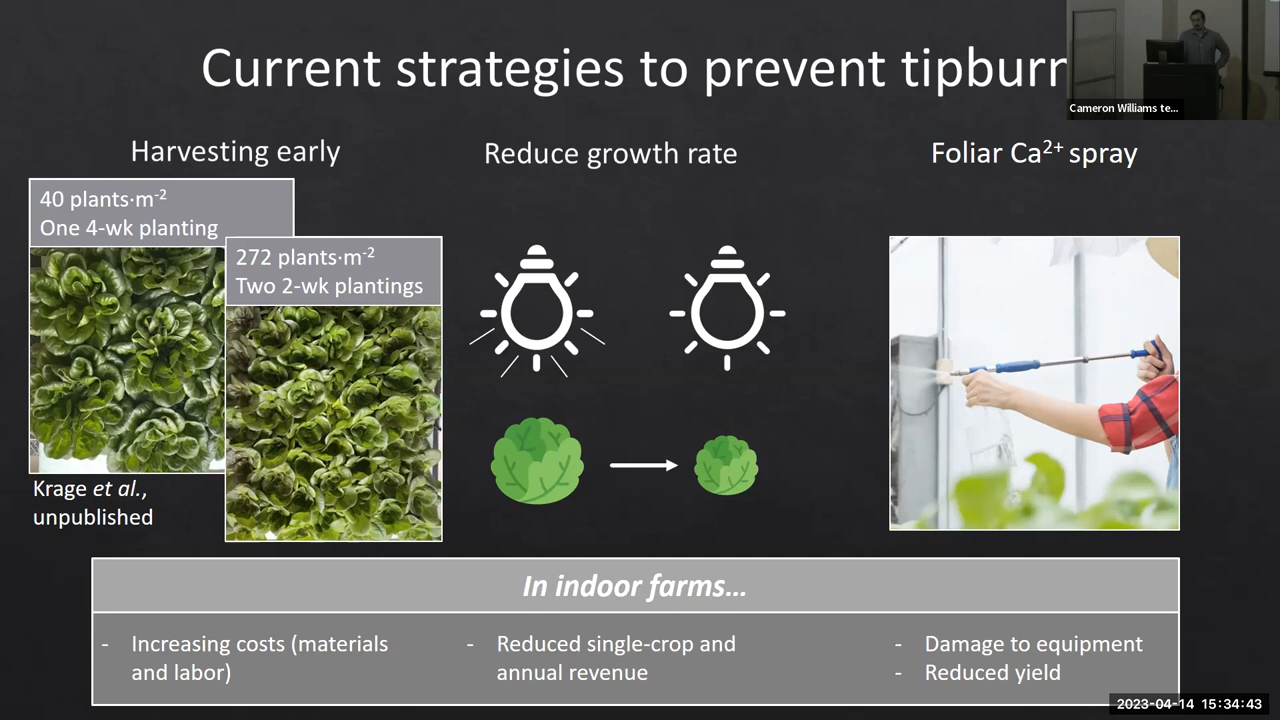 Current strategies to prevent tipburn
Cameron Williams te...
Harvesting early
Reduce growth rate
Foliar Ca²⁺ spray
40 plants·m⁻²
One 4-wk planting
272 plants·m⁻²
Two 2-wk plantings
Krage et al.,
unpublished
In indoor farms...
- Increasing costs (materials
and labor)
- Reduced single-crop and
annual revenue
- Damage to equipment
- Reduced yield
2023-04-14 15:34:43